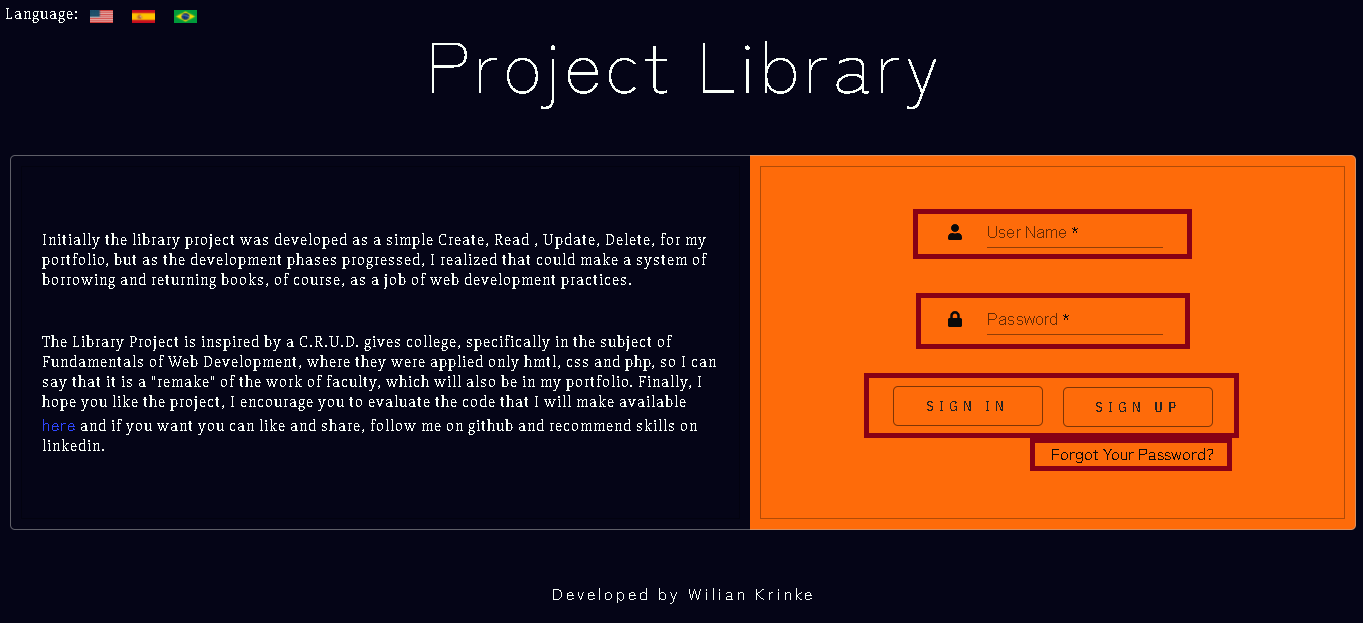 Language:
Project Library
Initially the library project was developed as a simple Create, Read , Update, Delete, for my
portfolio, but as the development phases progressed, I realized that could make a system of
borrowing and returning books, of course, as a job of web development practices.
The Library Project is inspired by a C.R.U.D. gives college, specifically in the subject of
Fundamentals of Web Development, where they were applied only hmtl, css and php, so I can
say that it is a "remake" of the work of faculty, which will also be in my portfolio. Finally, I
hope you like the project, I encourage you to evaluate the code that I will make available
here and if you want you can like and share, follow me on github and recommend skills on
linkedin.
User Name *
Password *
SIGN IN
SIGN UP
Forgot Your Password?
Developed by Wilian Krinke